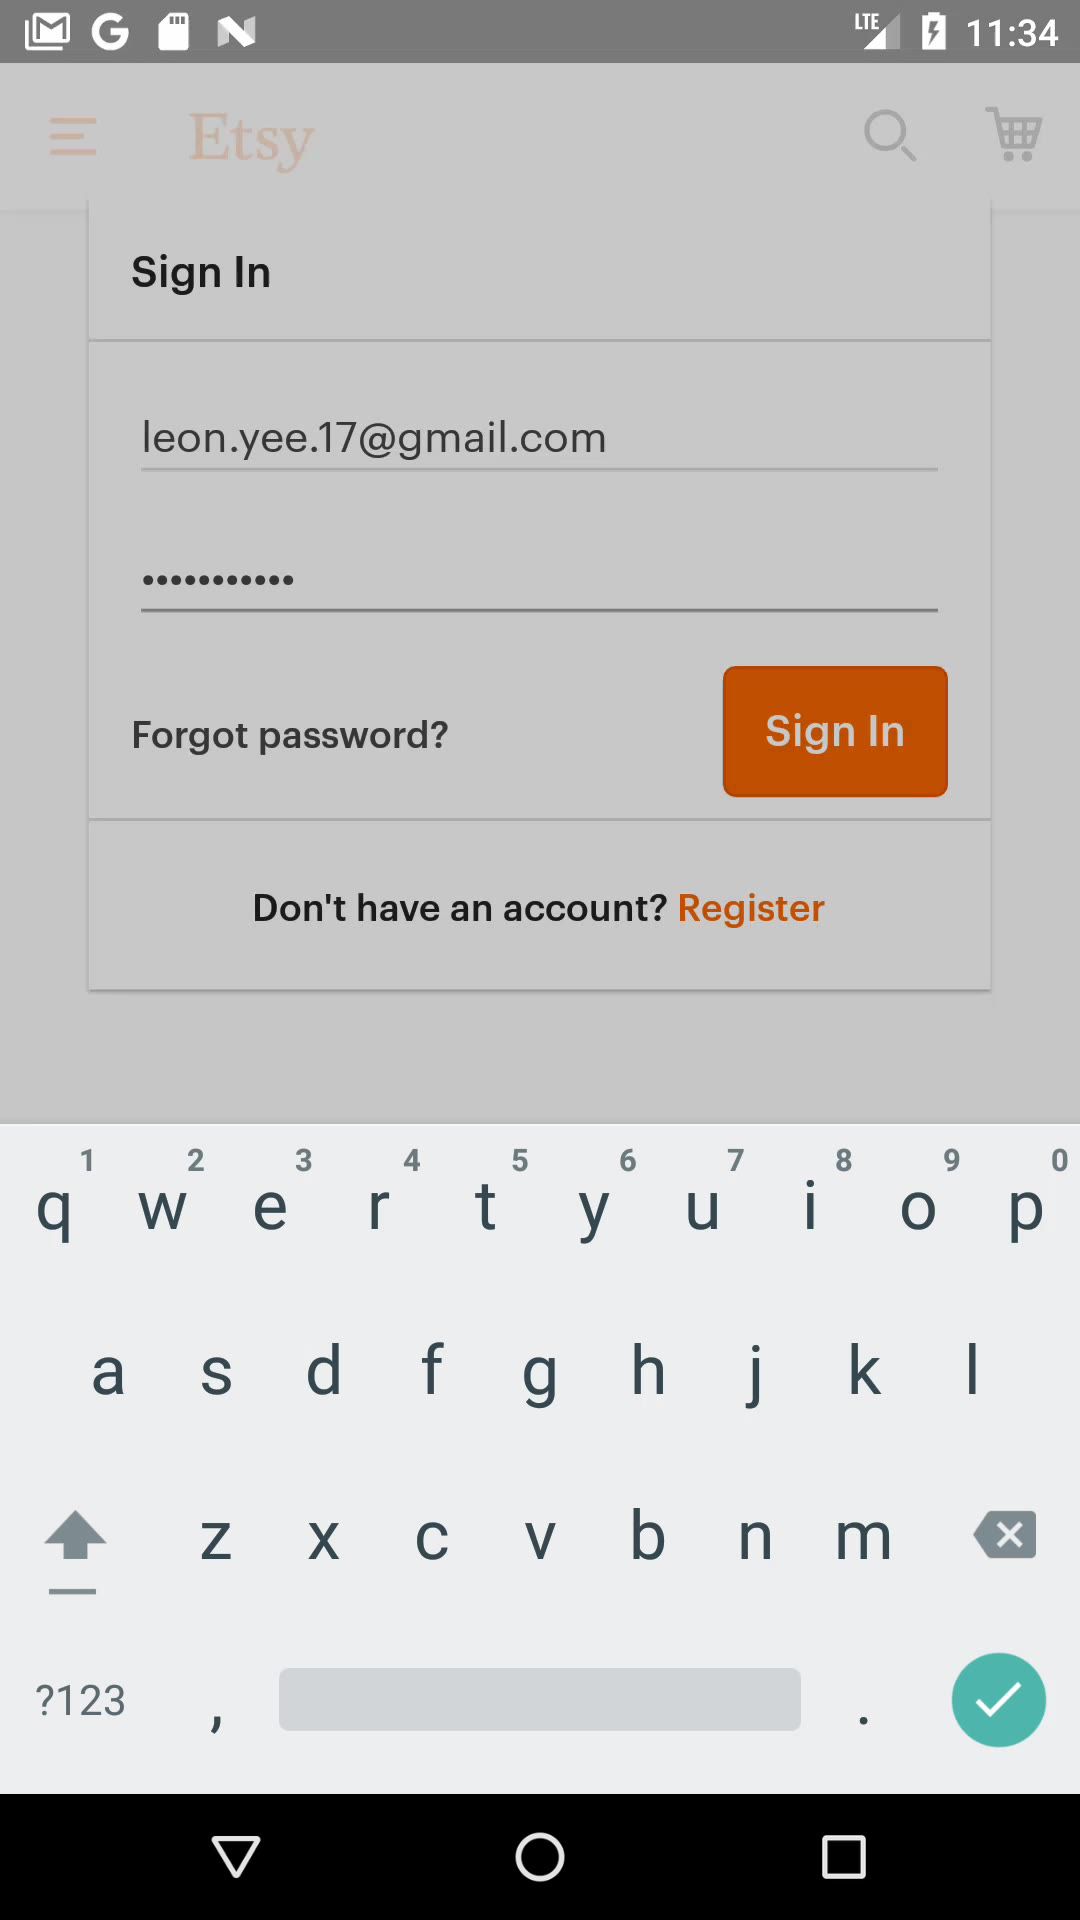 LTE 11:34
Etsy
Sign In
leon.yee.17@gmail.com
•••••••••••
Forgot password? Sign In
Don't have an account? Register
1 2 3 4 5 6 7 8 9 0
q w e r t y u i o p
a s d f g h j k l
z x c v b n m
?123 , .